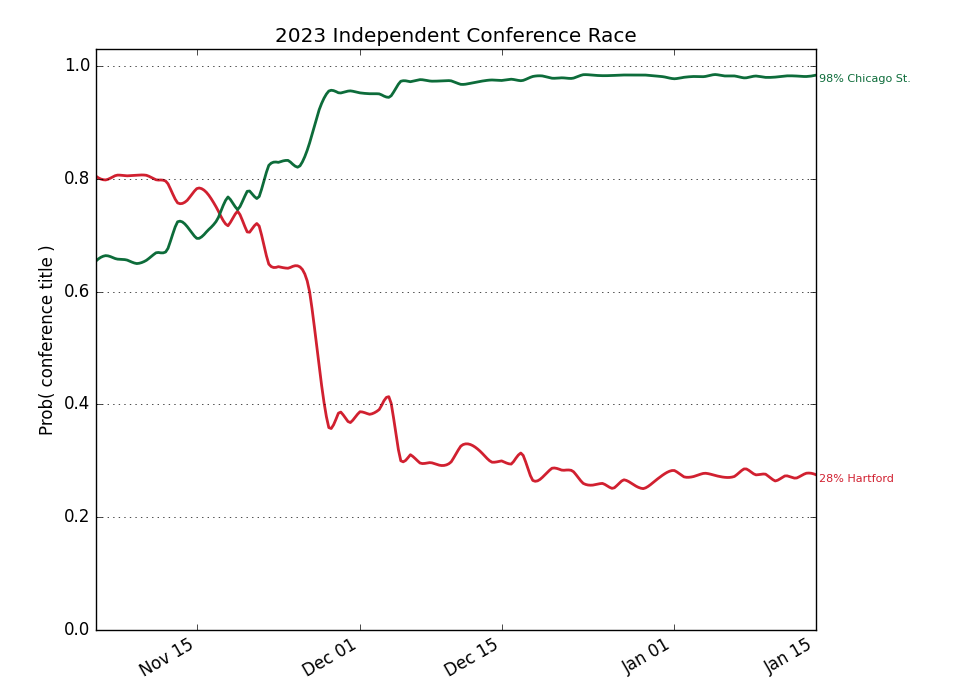 2023 Independent Conference Race
1.0
98% Chicago St.
0.8
0.6
Prob( conference title )
0.4
28% Hartford
0.2
0.0
Nov 15
Dec 01
Dec 15
Jan 01
Jan 15